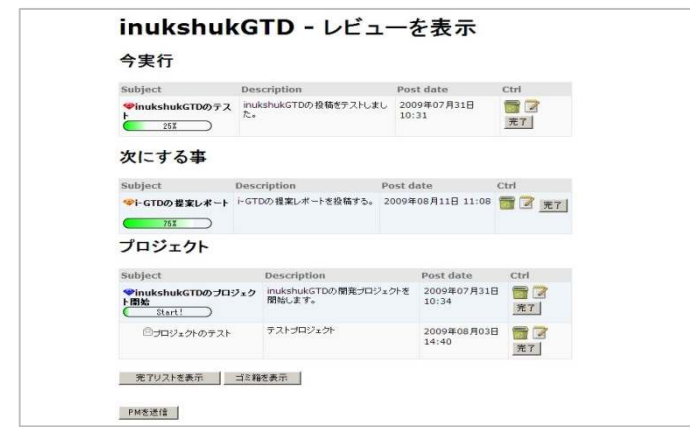 inukshukGTD - レビューを表示
今実行
Subject Description Post date Ctrl
inukshukGTDのテス inukshukGTDの投稿をテストしまし 2009年07月31日
ト た。 10:31
25% 完了
次にする事
Subject Description Post date Ctrl
i-GTDの提案レポート i-GTDの提案レポートを投稿する。 2009年08月11日 11:08 完了
75%
プロジェクト
Subject Description Post date Ctrl
inukshukGTDのプロジェク inukshukGTDの開発プロジェクトを 2009年07月31日
ト開始 開始します。 10:34
Start! 完了
プロジェクトのテスト テストプロジェクト 2009年08月03日
14:40
完了
完了リストを表示 ゴミ箱を表示
PMを送信